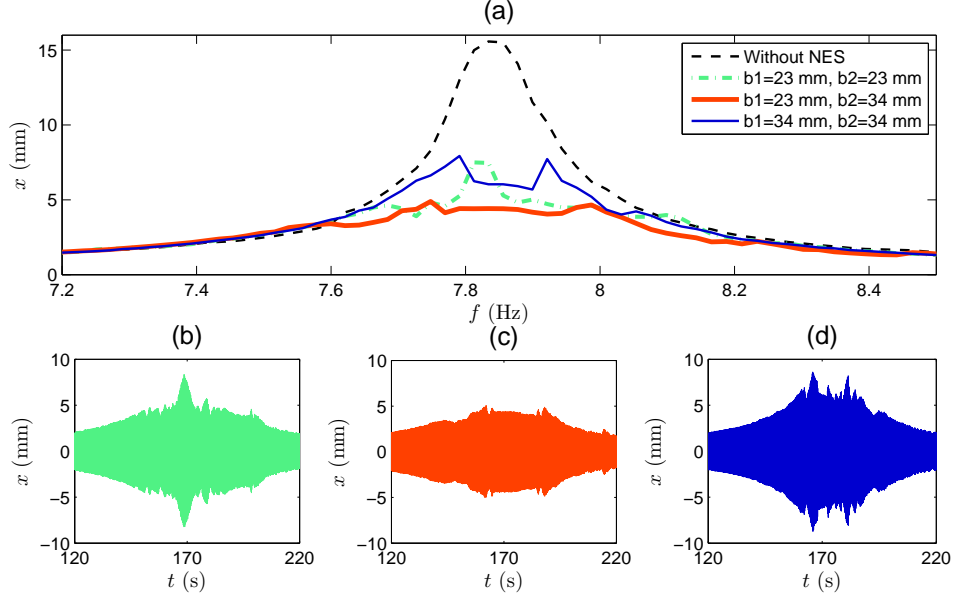 (a)
15
10
5
0
x (mm)
7.2 7.4 7.6 7.8 8 8.2 8.4
f (Hz)
Without NES
b1=23 mm, b2=23 mm
b1=23 mm, b2=34 mm
b1=34 mm, b2=34 mm
(b)
10
5
0
−5
−10
x (mm)
120 170 220
t (s)
(c)
10
5
0
−5
−10
x (mm)
120 170 220
t (s)
(d)
10
5
0
−5
−10
x (mm)
120 170 220
t (s)